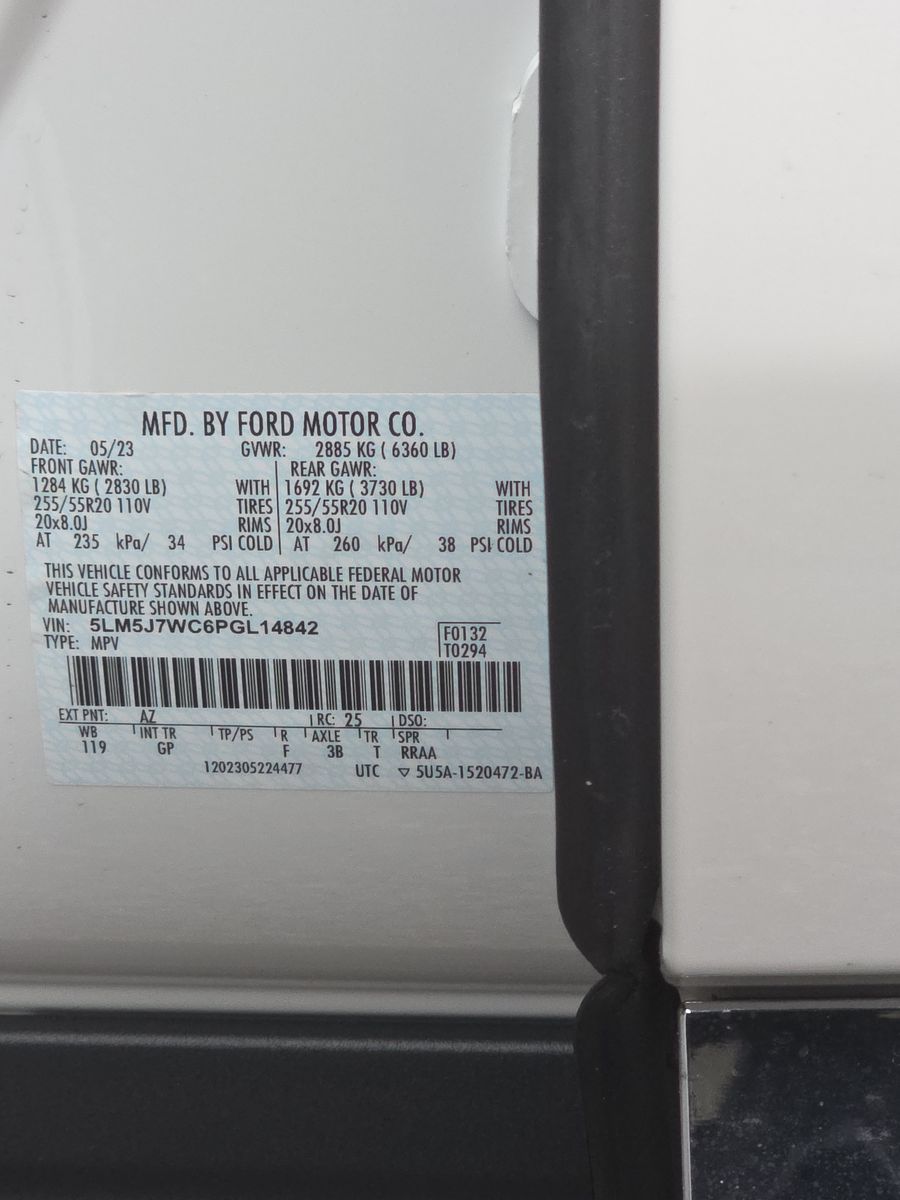 MFD. BY FORD MOTOR CO.
DATE: 05/23 GVWR: 2885 KG ( 6360 LB)
FRONT GAWR: REAR GAWR:
1284 KG ( 2830 LB) WITH 1692 KG ( 3730 LB) WITH
255/55R20 110V TIRES 255/55R20 110V TIRES
20x8.0J RIMS 20x8.0J RIMS
AT 235 kPa/ 34 PSI COLD AT 260 kPa/ 38 PSI COLD
THIS VEHICLE CONFORMS TO ALL APPLICABLE FEDERAL MOTOR
VEHICLE SAFETY STANDARDS IN EFFECT ON THE DATE OF
MANUFACTURE SHOWN ABOVE.
VIN: 5LM5J7WC6PGL14842 F0132
TYPE: MPV T0294
EXT PNT: AZ RC: 25 DSO:
WB INT TR TP/PS R AXLE TR SPR
119 GP F 3B T RRAA
1202305224477 UTC ▽ 5U5A-1520472-BA